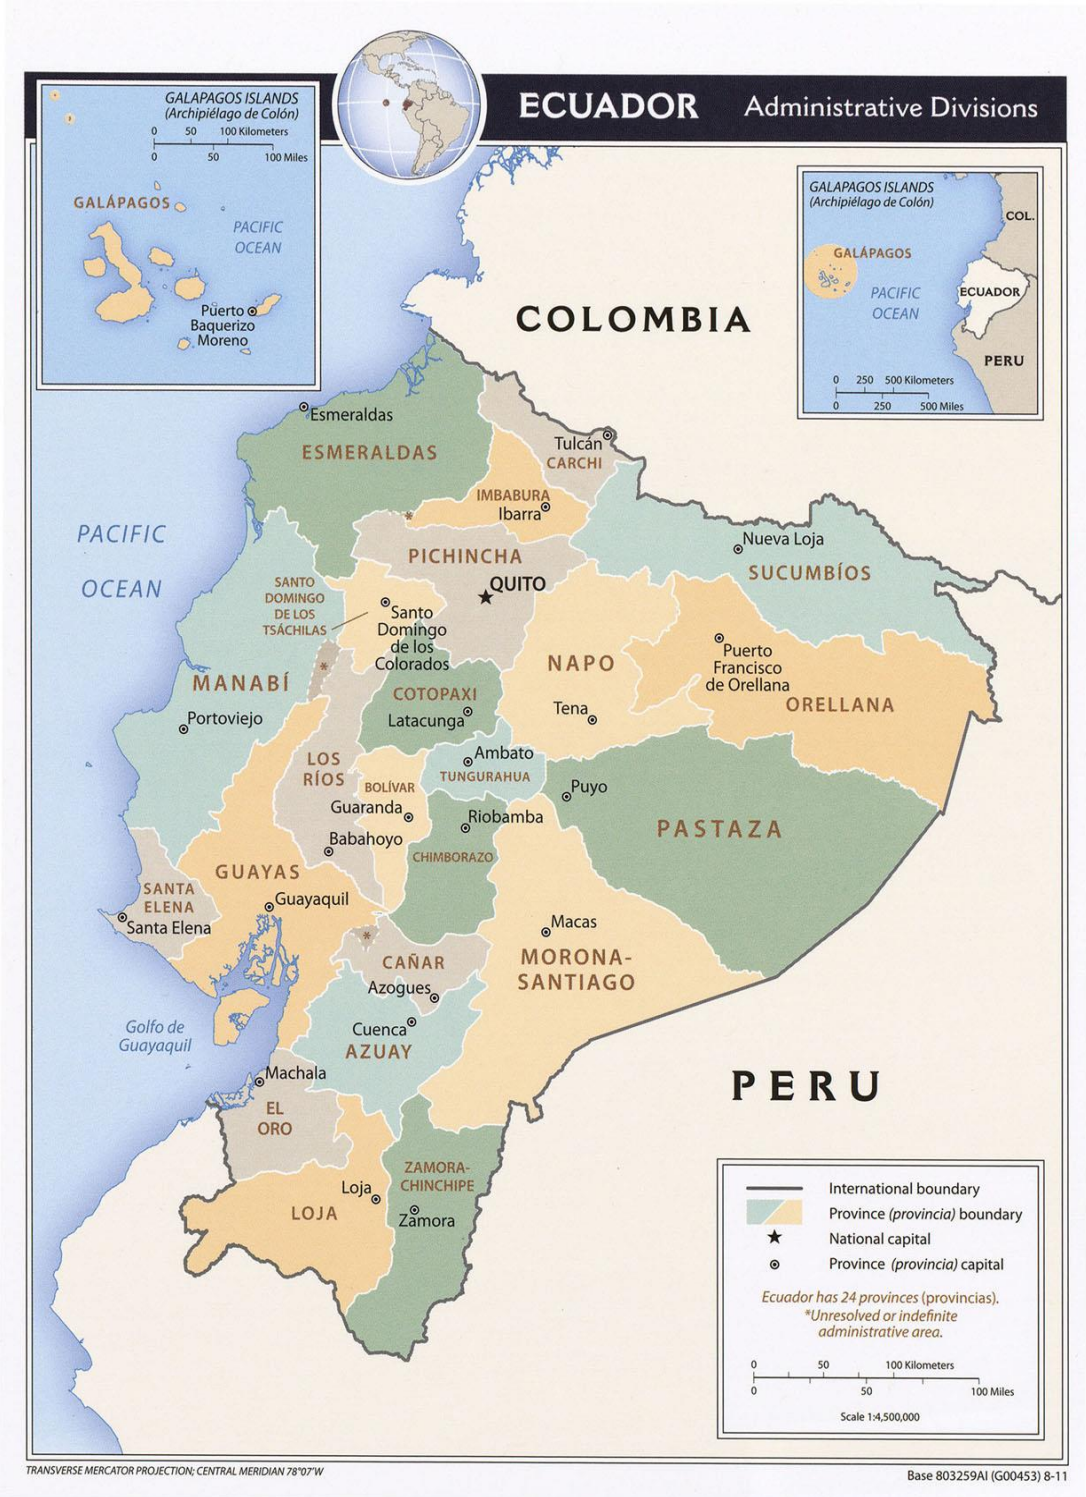 ECUADOR Administrative Divisions
GALAPAGOS ISLANDS
(Archipiélago de Colón)
0 50 100 Kilometers
0 50 100 Miles
GALÁPAGOS
PACIFIC
OCEAN
Puerto
Baquerizo
Moreno
GALAPAGOS ISLANDS
(Archipiélago de Colón)
COL.
GALÁPAGOS
PACIFIC
OCEAN
ECUADOR
PERU
0 250 500 Kilometers
0 250 500 Miles
COLOMBIA
Esmeraldas
ESMERALDAS
Tulcán
CARCHI
IMBABURA
Ibarra
*
PACIFIC
OCEAN
PICHINCHA
QUITO
Nueva Loja
SUCUMBÍOS
SANTO
DOMINGO
DE LOS
TSÁCHILAS
Santo
Domingo
de los
Colorados
*
MANABÍ
Portoviejo
COTOPAXI
Latacunga
NAPO
Tena
Puerto
Francisco
de Orellana
ORELLANA
LOS
RÍOS
BOLÍVAR
Guaranda
Babahoyo
Ambato
TUNGURAHUA
Riobamba
CHIMBORAZO
Puyo
PASTAZA
GUAYAS
Guayaquil
SANTA
ELENA
Santa Elena
*
CAÑAR
Azogues
Macas
MORONA-
SANTIAGO
Golfo de
Guayaquil
Cuenca
AZUAY
Machala
EL
ORO
PERU
Loja
LOJA
ZAMORA-
CHINCHIPE
Zamora
International boundary
Province (provincia) boundary
National capital
Province (provincia) capital
Ecuador has 24 provinces (provincias).
*Unresolved or indefinite
administrative area.
0 50 100 Kilometers
0 50 100 Miles
Scale 1:4,500,000
TRANSVERSE MERCATOR PROJECTION; CENTRAL MERIDIAN 78°07'W
Base 803259AI (G00453) 8-11